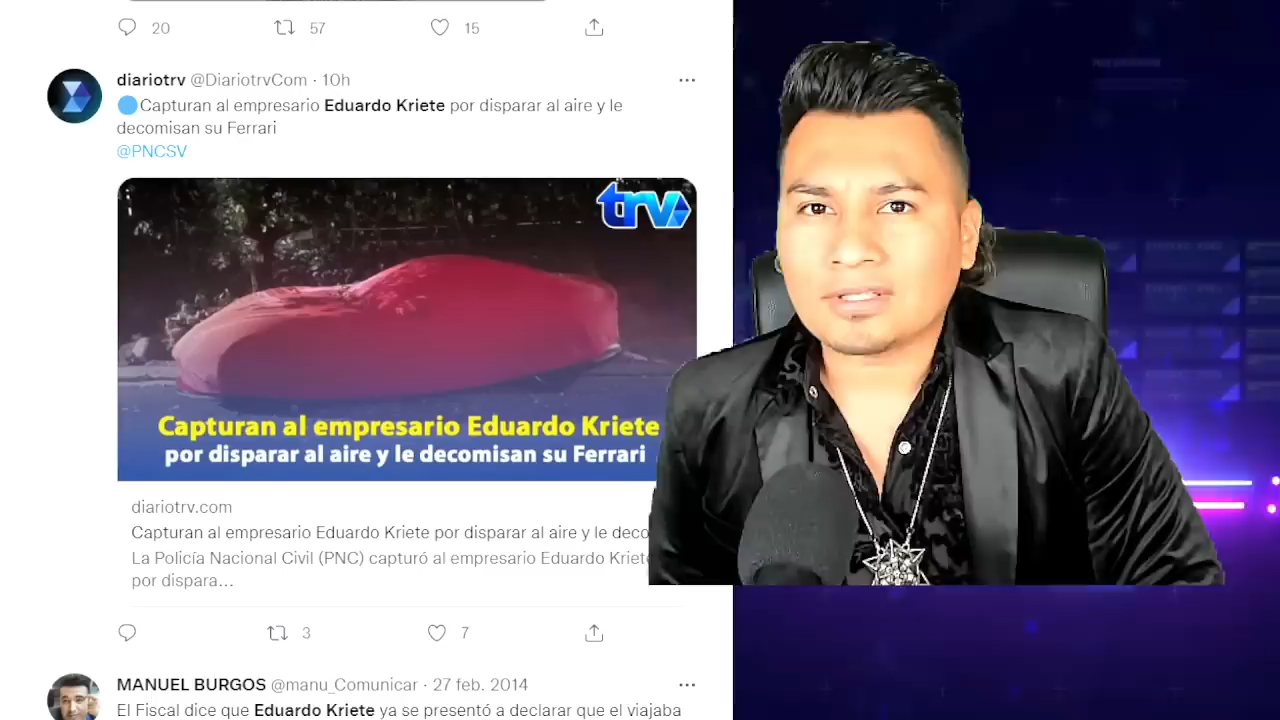 20 57 15
diariotrv @DiariotrvCom · 10h
Capturan al empresario Eduardo Kriete por disparar al aire y le
decomisan su Ferrari
@PNCSV
trv
Capturan al empresario Eduardo Kriete
por disparar al aire y le decomisan su Ferrari
diariotrv.com
Capturan al empresario Eduardo Kriete por disparar al aire y le deco
La Policía Nacional Civil (PNC) capturó al empresario Eduardo Kriete
por dispara...
3 7
MANUEL BURGOS @manu_Comunicar · 27 feb. 2014
El Fiscal dice que Eduardo Kriete ya se presentó a declarar que el viajaba